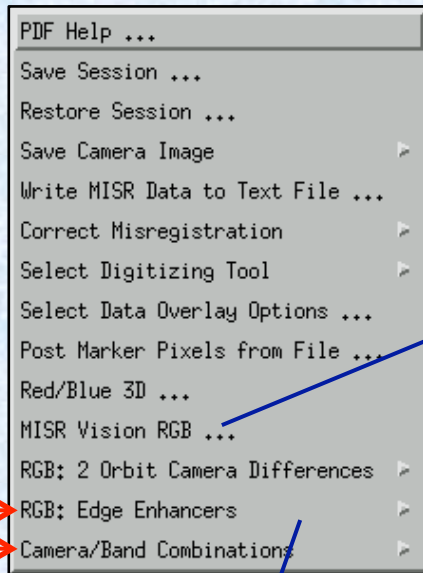 PDF Help ...
Save Session ...
Restore Session ...
Save Camera Image
Write MISR Data to Text File ...
Correct Misregistration
Select Digitizing Tool
Select Data Overlay Options ...
Post Marker Pixels from File ...
Red/Blue 3D ...
MISR Vision RGB ...
RGB: 2 Orbit Camera Differences
RGB: Edge Enhancers
Camera/Band Combinations